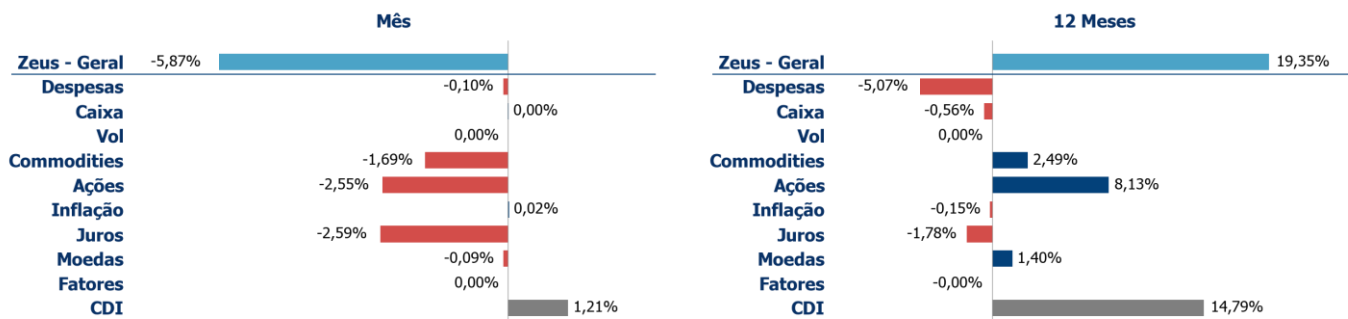 Mês
Zeus - Geral -5,87%
Despesas -0,10%
Caixa 0,00%
Vol 0,00%
Commodities -1,69%
Ações -2,55%
Inflação 0,02%
Juros -2,59%
Moedas -0,09%
Fatores 0,00%
CDI 1,21%
12 Meses
Zeus - Geral 19,35%
Despesas -5,07%
Caixa -0,56%
Vol 0,00%
Commodities 2,49%
Ações 8,13%
Inflação -0,15%
Juros -1,78%
Moedas 1,40%
Fatores -0,00%
CDI 14,79%